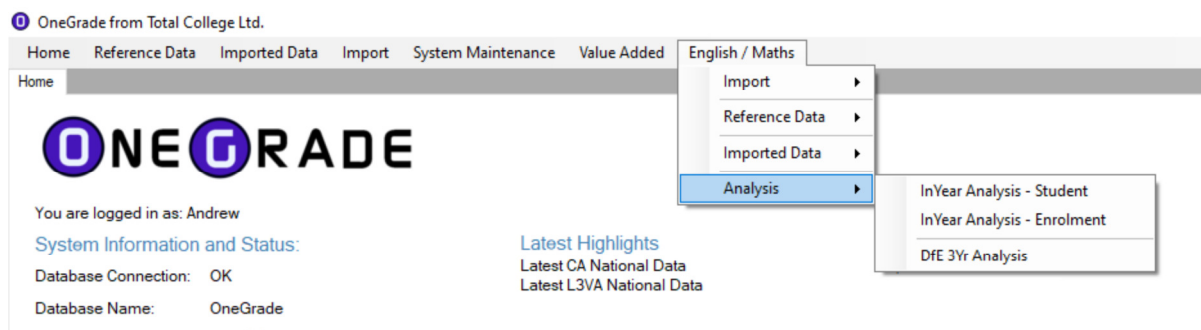 OneGrade from Total College Ltd.
Home Reference Data Imported Data Import System Maintenance Value Added English / Maths
Home
Import
Reference Data
Imported Data
Analysis
InYear Analysis - Student
InYear Analysis - Enrolment
DfE 3Yr Analysis
ONEGRADE
You are logged in as: Andrew
System Information and Status:
Database Connection: OK
Database Name: OneGrade
Latest Highlights
Latest CA National Data
Latest L3VA National Data